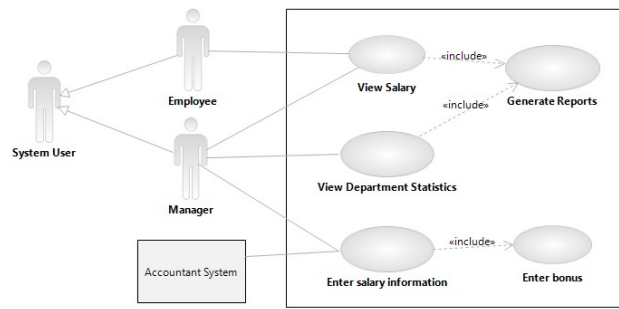 «include»
View Salary
Generate Reports
Employee
«include»
System User
View Department Statistics
Manager
«include»
Accountant System
Enter salary information
Enter bonus